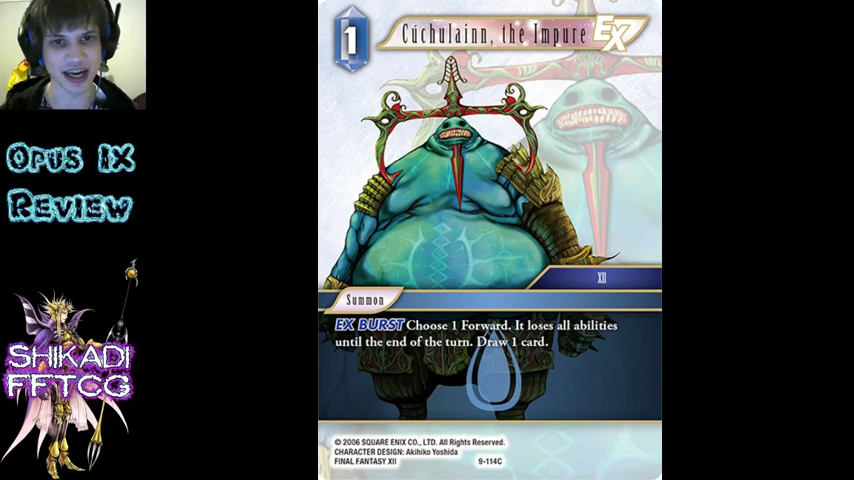 Opus IX
Review
SHIKADI
FFTCG
1
Cúchulainn, the Impure
EX
XII
Summon
EX BURST Choose 1 Forward. It loses all abilities
until the end of the turn. Draw 1 card.
© 2006 SQUARE ENIX CO., LTD. All Rights Reserved.
CHARACTER DESIGN: Akihiko Yoshida
FINAL FANTASY XII
9-114C